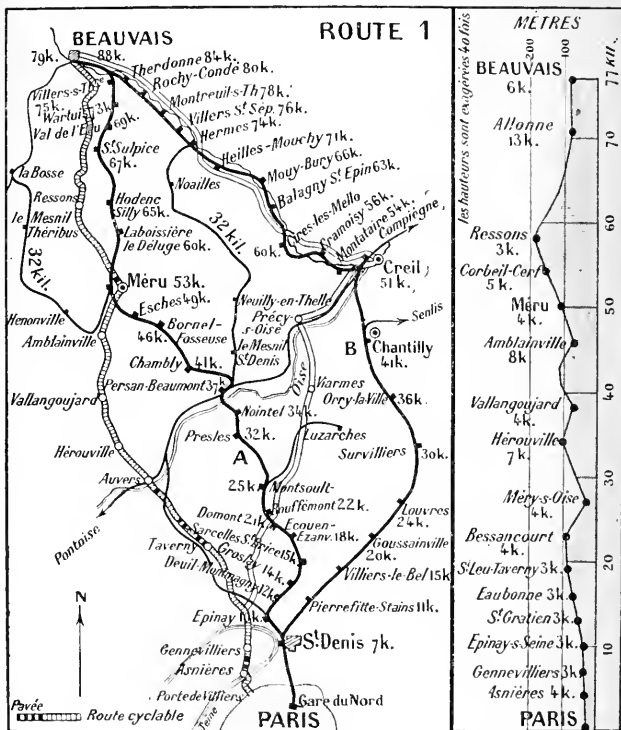 ROUTE 1
BEAUVAIS
79k.
88k.
Therdonne 84k.
Rochy-Condé 80k.
Montreuil-s-Th 78k.
Villers St Sép. 76k.
Hermes 74k.
Heilles-Mouchy 71k.
Mouy-Bury 66k.
Balagny St Epin 63k.
Cires-les-Mello
60k.
Cramoisy 56k.
Montataire 54k.
Compiègne
Villers-s-
75k.
73k.
Val de l'Eau 69k.
St Sulpice
67k.
la Bosse
Ressons
le Mesnil
Théribus
32 kil.
Hodenc
Silly 65k.
Laboissière
le Déluge 60k.
Noailles
32 kil.
Creil
51k.
Méru 53k.
Esches 49k.
Bornel-
Fosseuse
46k.
Neuilly-en-Thelle
Précy-
s-Oise
Senlis
B
Chantilly
41k.
Henonville
Amblainville
Chambly 41k.
le Mesnil
St Denis
Oise
Persan-Beaumont 37k.
Viarmes
Orry-la-Ville 36k.
Vallangoujard
Nointel 34k.
Presles 32k.
Luzarches
Survilliers 30k.
A
Hérouville
Auvers
25k.
Montsoult
Bouffémont 22k.
Louvres
24k.
Domont 21k.
Ecouen-
Ezanv. 18k.
Goussainville
20k.
Pontoise
Sarcelles St Brice 15k.
Taverny
Groslay 14k.
Deuil-Montmagny 12k.
Villiers-le-Bel 15k.
Epinay 11k.
Pierrefitte-Stains 11k.
St Denis 7k.
N
Gennevilliers
Asnières
Porte de Villiers
Seine
Gare du Nord
PARIS
Pavée
Route cyclable
les hauteurs sont exagérées 40 fois
MÈTRES
200
100
77 KIL.
BEAUVAIS
6k.
Allonne
13k.
70
60
Ressons
3k.
Corbeil-Cerf
5k.
Méru
4k.
50
Amblainville
8k
40
Vallangoujard
4k.
Hérouville
7k.
30
Méry-s-Oise
4k.
Bessancourt
4k.
20
St Leu-Taverny 3k.
Eaubonne 3k.
St Gratien 3k.
Epinay-s-Seine 3k.
10
Gennevilliers 3k
Asnières 4k.
PARIS